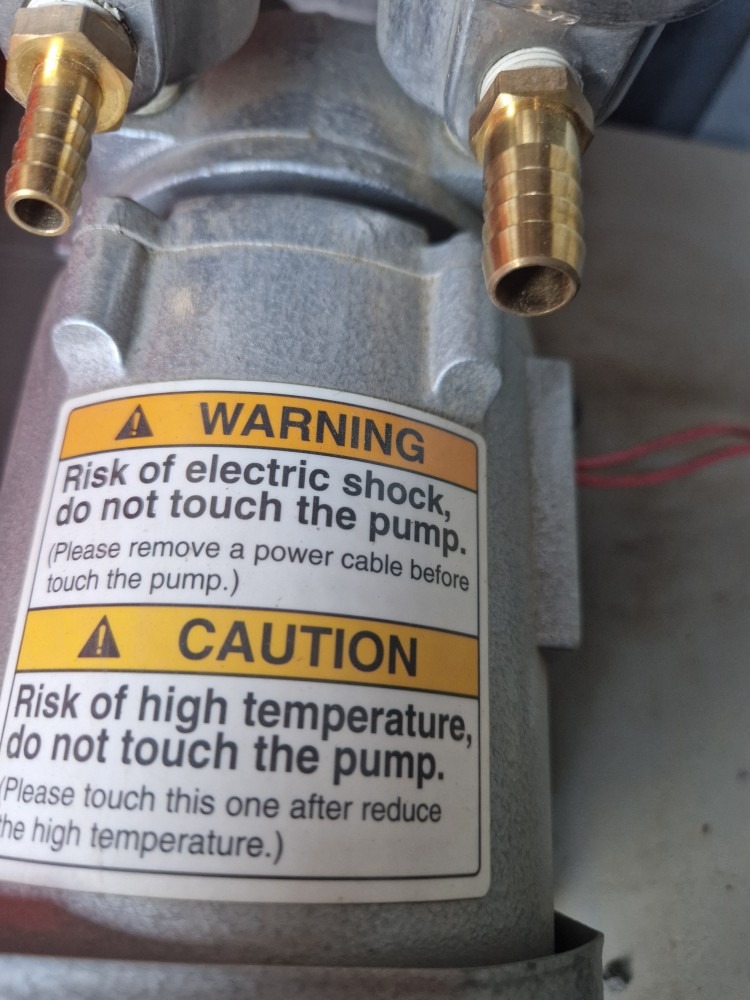 WARNING
Risk of electric shock,
do not touch the pump.
(Please remove a power cable before
touch the pump.)
CAUTION
Risk of high temperature,
do not touch the pump.
(Please touch this one after reduce
the high temperature.)